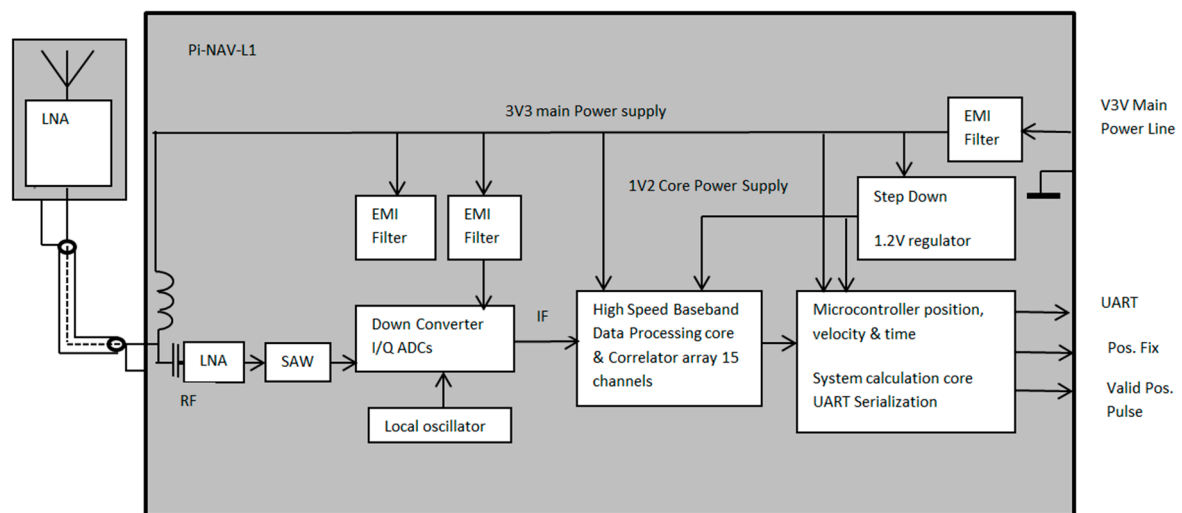 Pi-NAV-L1
LNA
3V3 main Power supply
EMI
Filter
V3V Main
Power Line
1V2 Core Power Supply
Step Down
1.2V regulator
EMI
Filter
EMI
Filter
Down Converter
I/Q ADCs
IF
High Speed Baseband
Data Processing core
& Correlator array 15
channels
Microcontroller position,
velocity & time
System calculation core
UART Serialization
UART
Pos. Fix
Valid Pos.
Pulse
LNA
SAW
RF
Local oscillator